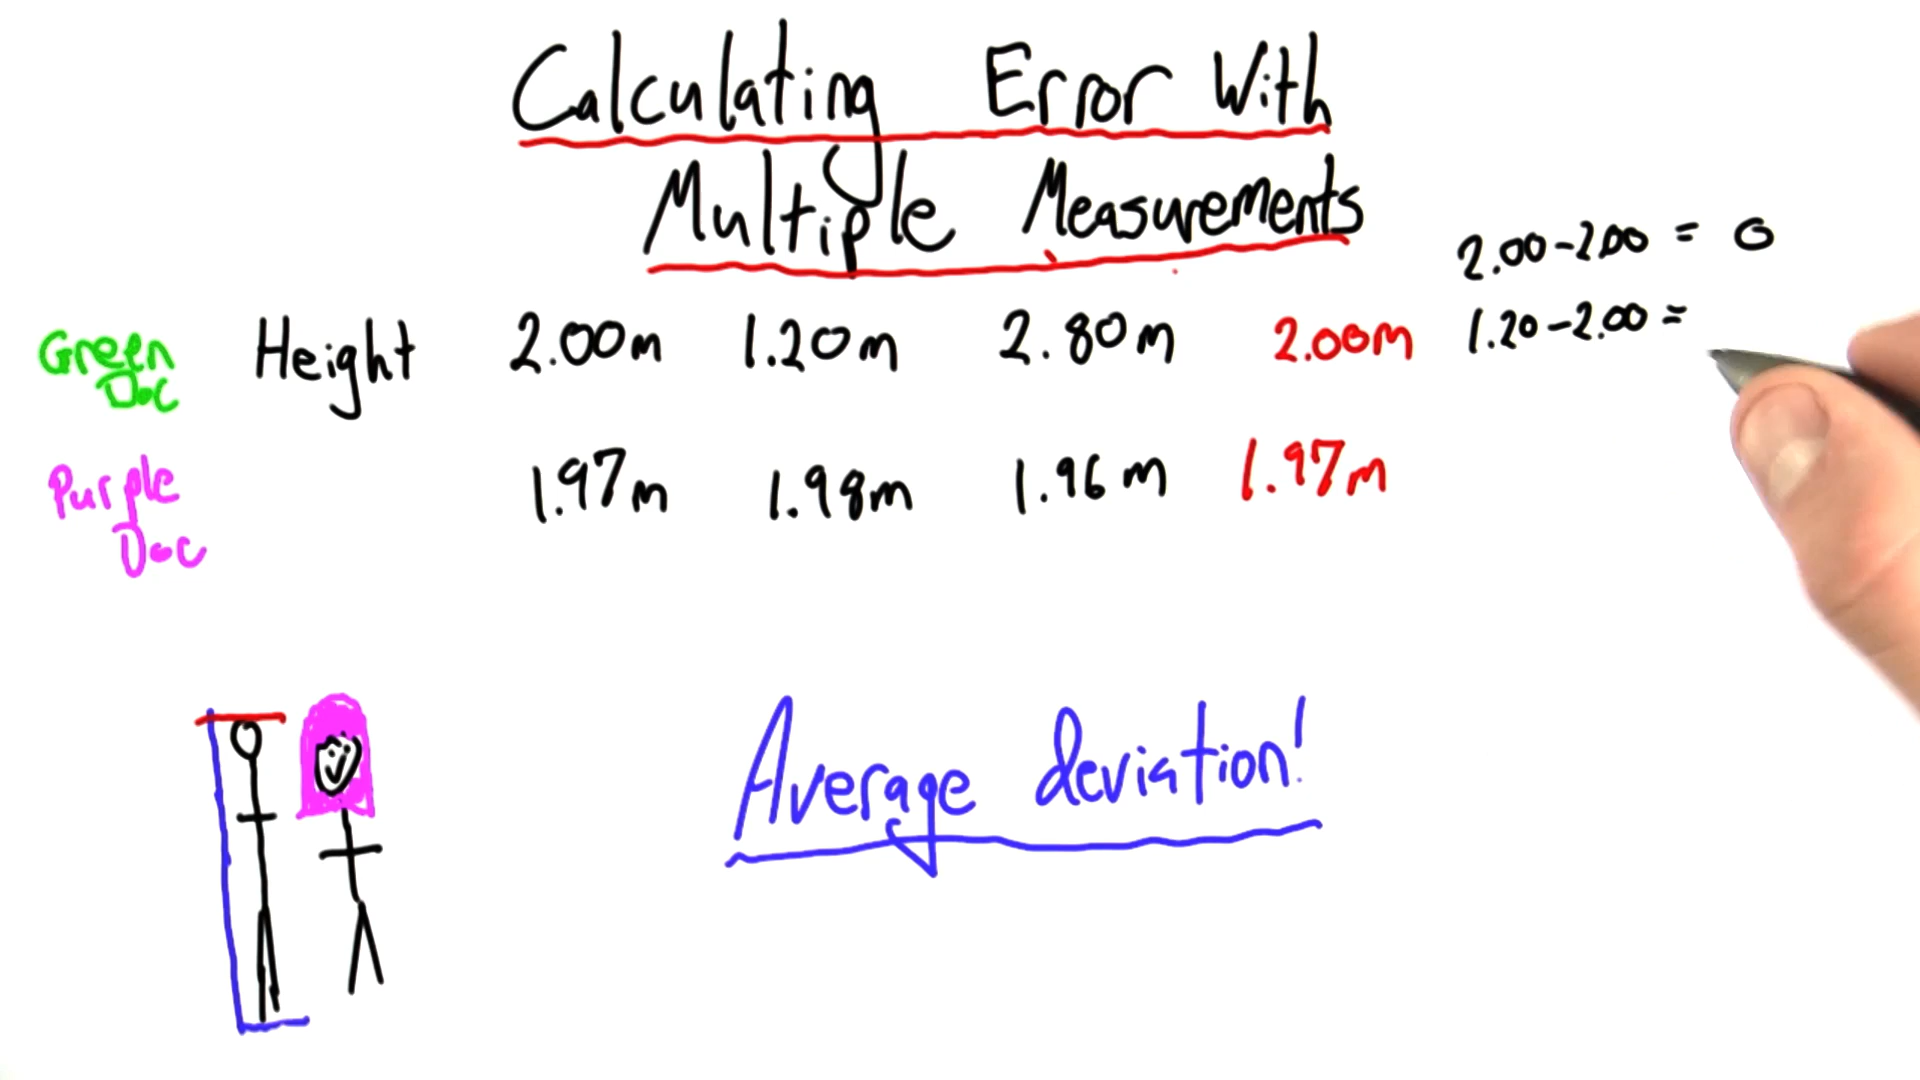 Calculating Error With
Multiple Measurements
2.00-2.00 = 0
Green Doc Height 2.00m 1.20m 2.80m 2.00m 1.20-2.00 =
Purple Doc 1.97m 1.98m 1.96m 1.97m
Average deviation!